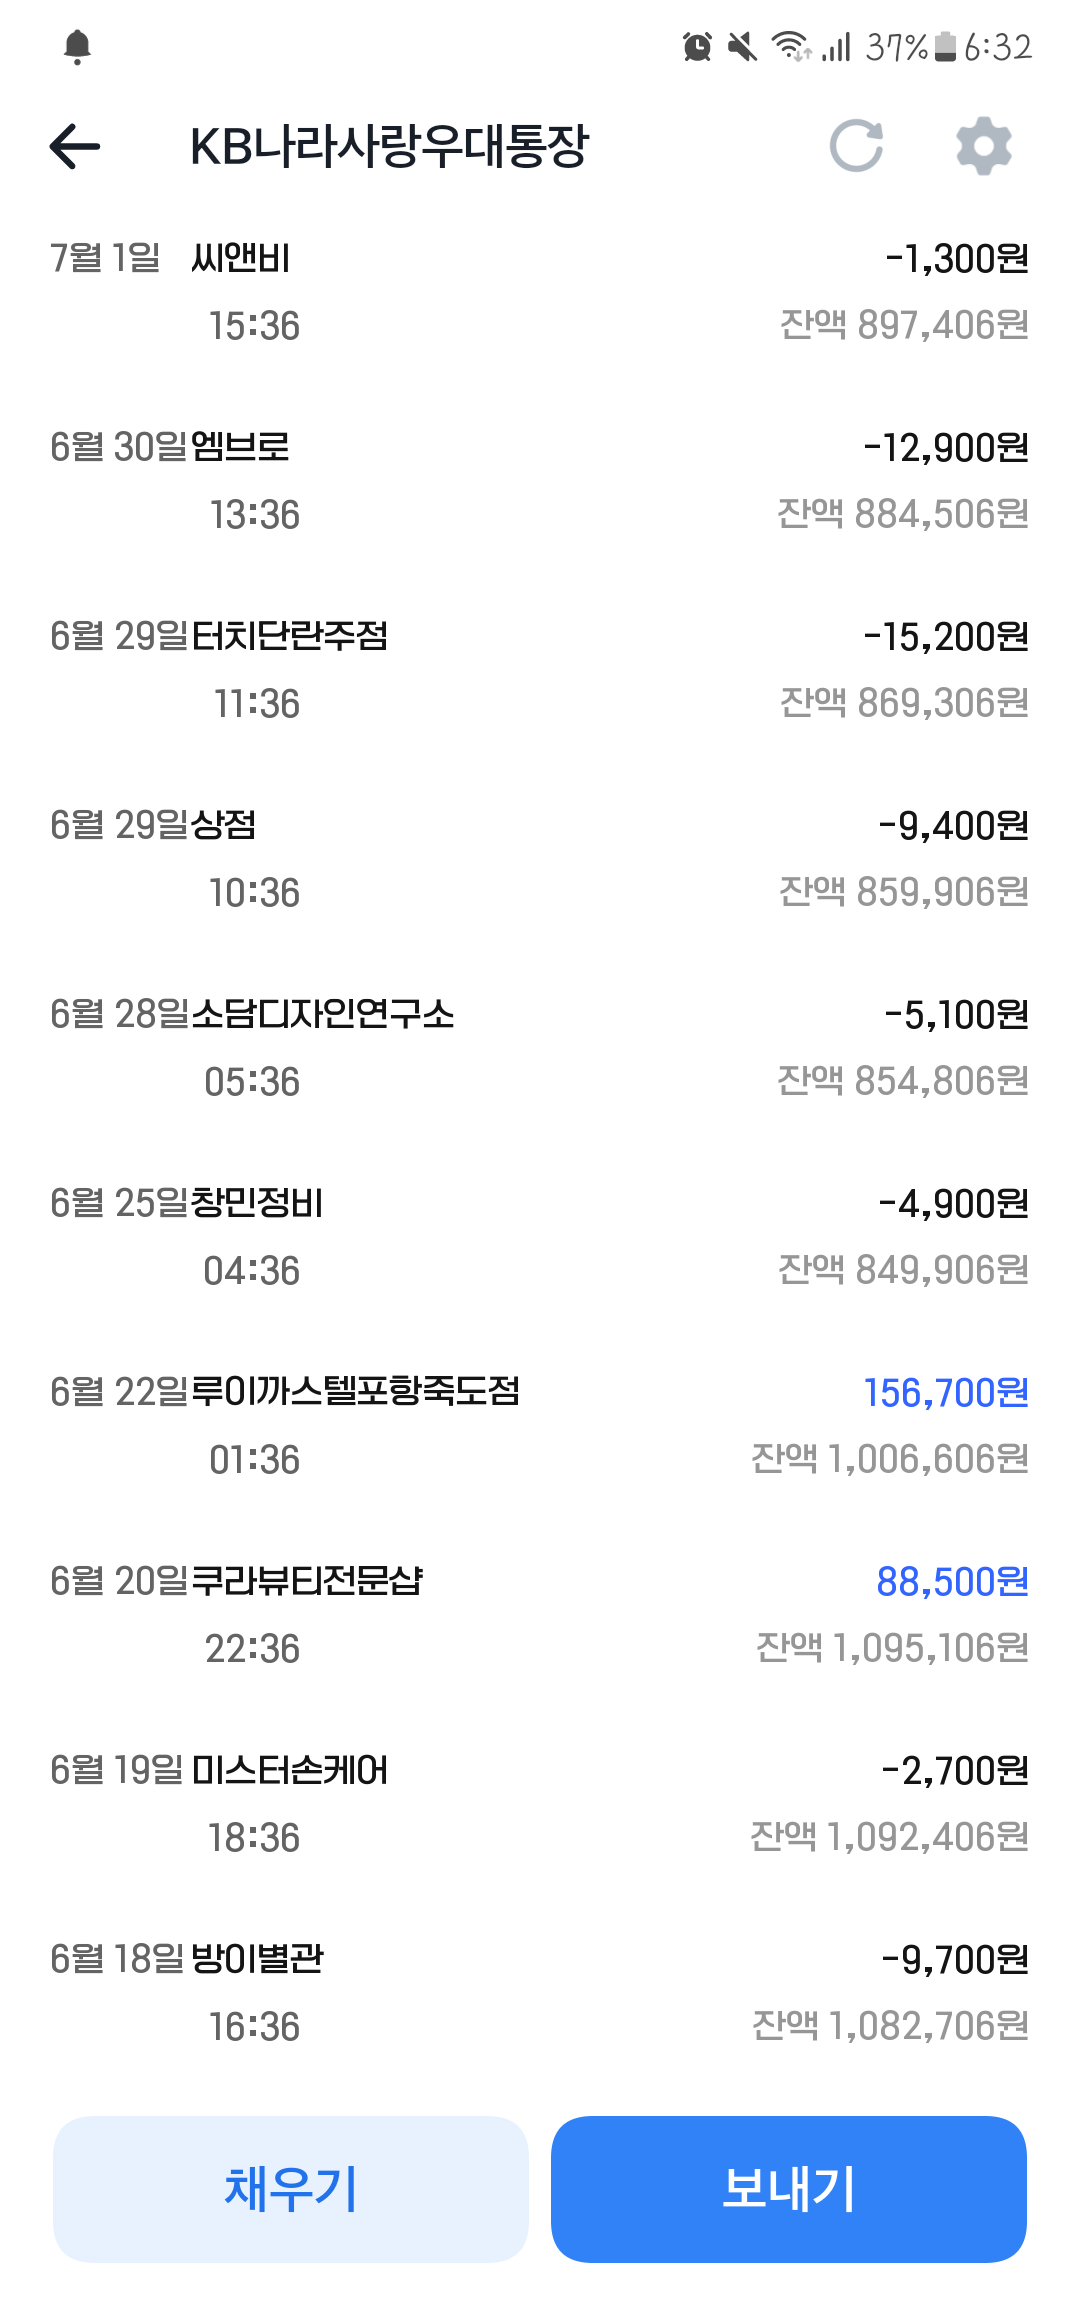 37% 6:32
KB나라사랑우대통장
7월 1일 씨앤비 -1,300원
15:36 잔액 897,406원
6월 30일 엠브로 -12,900원
13:36 잔액 884,506원
6월 29일 터치단란주점 -15,200원
11:36 잔액 869,306원
6월 29일 상점 -9,400원
10:36 잔액 859,906원
6월 28일 소담디자인연구소 -5,100원
05:36 잔액 854,806원
6월 25일 창민정비 -4,900원
04:36 잔액 849,906원
6월 22일 루이까스텔포항죽도점 156,700원
01:36 잔액 1,006,606원
6월 20일 쿠라뷰티전문샵 88,500원
22:36 잔액 1,095,106원
6월 19일 미스터손케어 -2,700원
18:36 잔액 1,092,406원
6월 18일 방이별관 -9,700원
16:36 잔액 1,082,706원
채우기 보내기